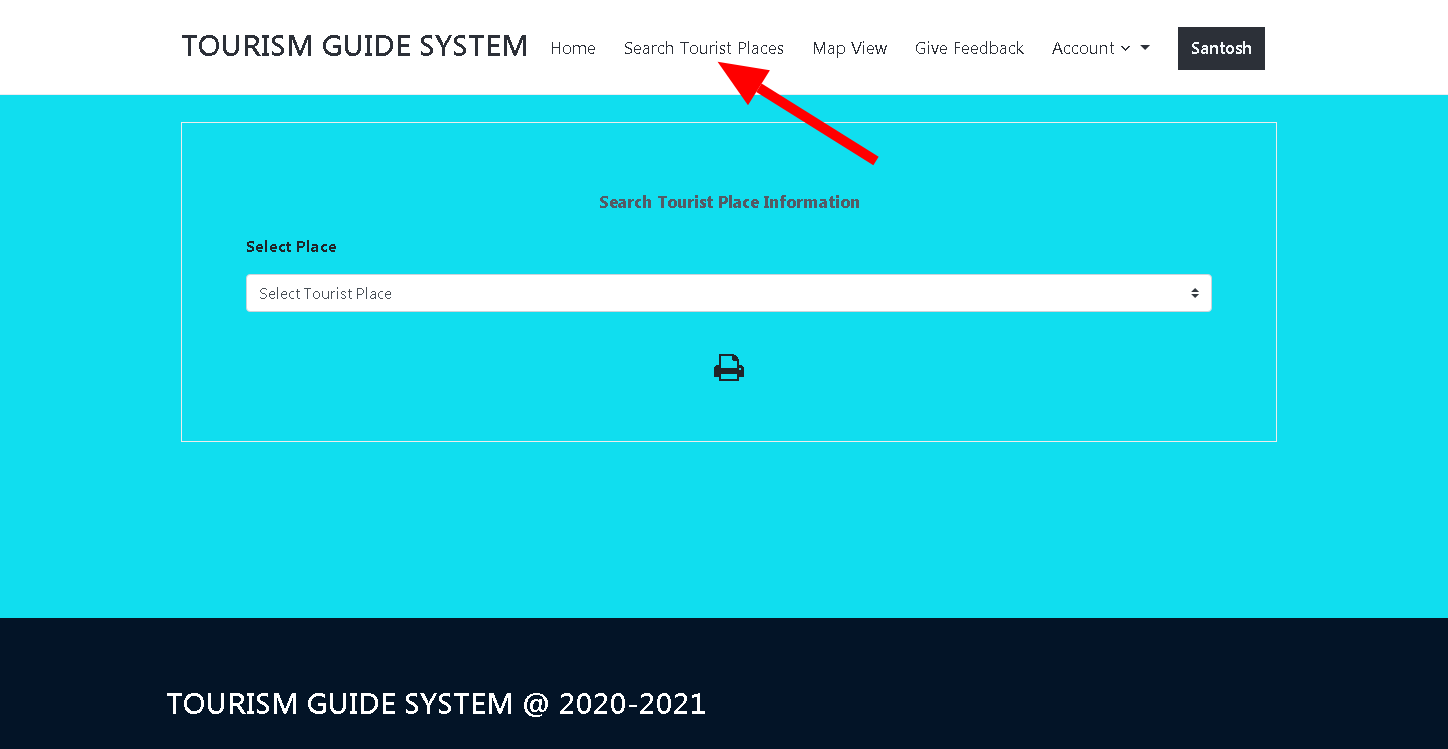 TOURISM GUIDE SYSTEM Home Search Tourist Places Map View Give Feedback Account Santosh
Search Tourist Place Information
Select Place
Select Tourist Place
TOURISM GUIDE SYSTEM @ 2020-2021